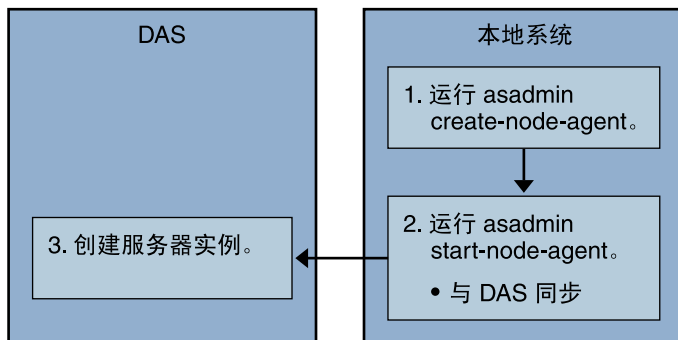 DAS
本地系统
1. 运行 asadmin
create-node-agent。
2. 运行 asadmin
start-node-agent。
• 与 DAS 同步
3. 创建服务器实例。